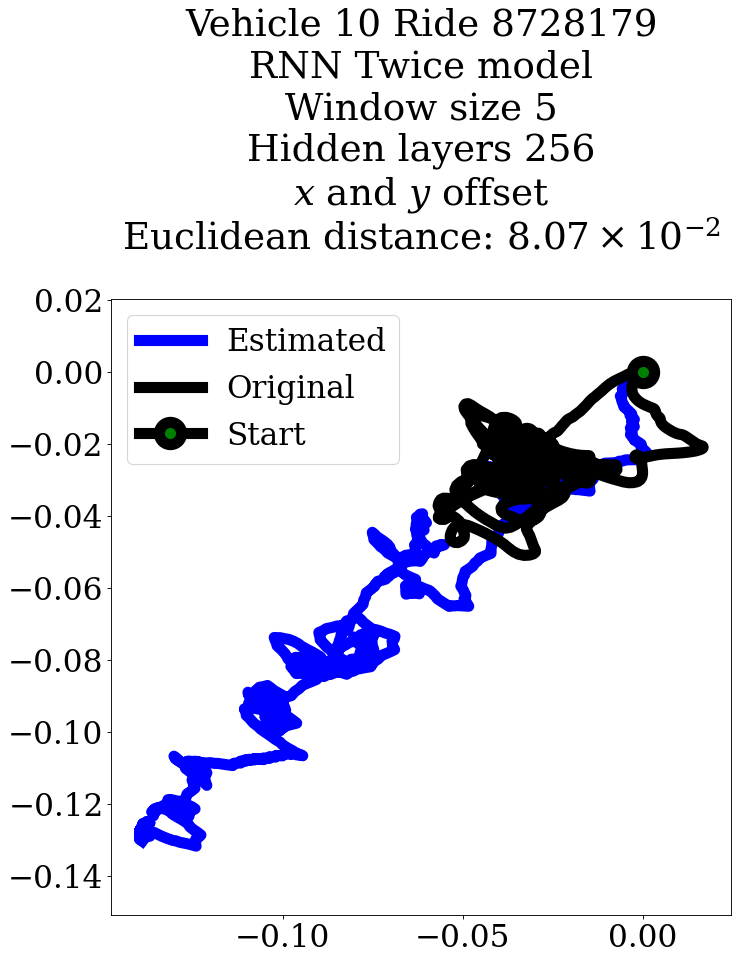 Vehicle 10 Ride 8728179
RNN Twice model
Window size 5
Hidden layers 256
x and y offset
Euclidean distance: 8.07 × 10⁻²
0.02
Estimated
0.00
Original
Start
−0.02
−0.04
−0.06
−0.08
−0.10
−0.12
−0.14
−0.10 −0.05 0.00